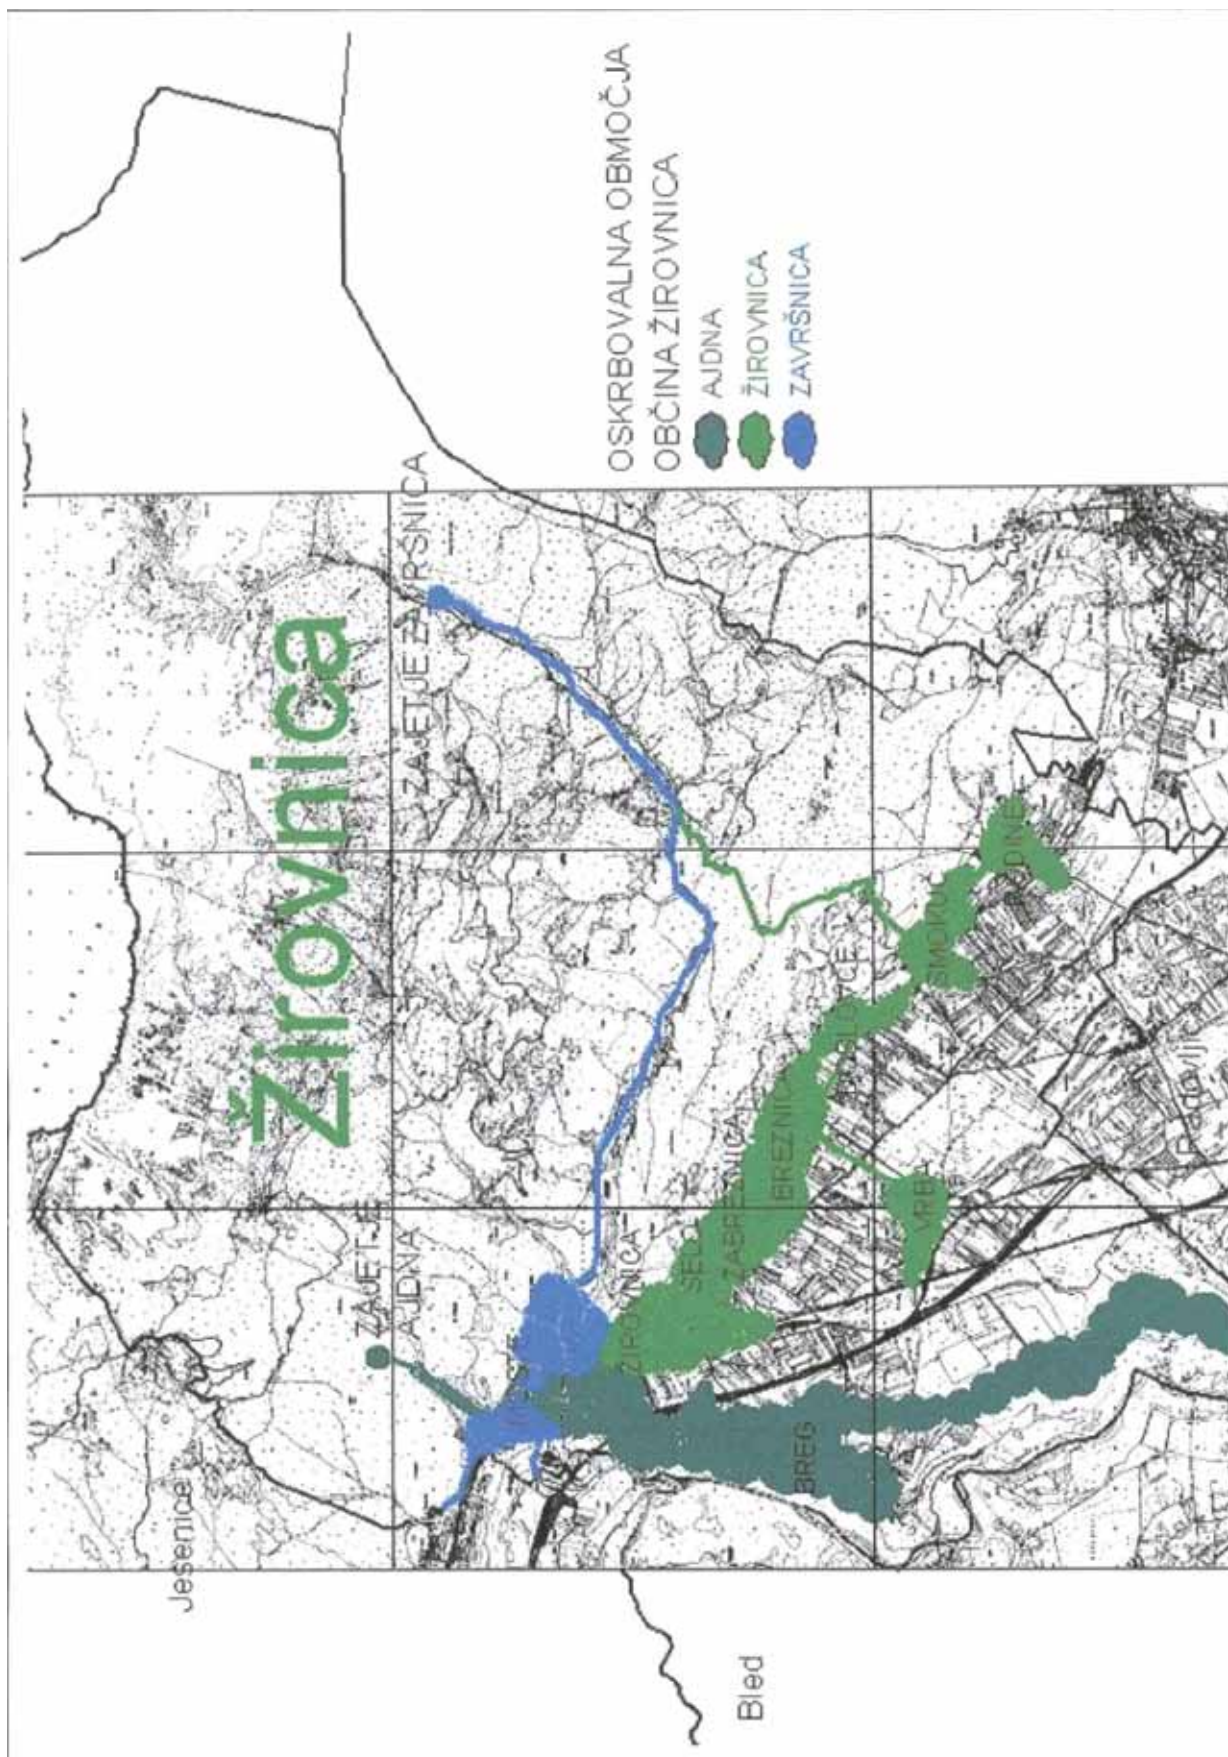 Jesenice
Žirovnica
ZAJETJE
AJDNA
ZAJETJE ZAVRŠNICA
OSKRBOVALNA OBMOČJA
OBČINA ŽIROVNICA
AJDNA
ŽIROVNICA
ZAVRŠNICA
ŽIROVNICA
SELO
ZABREZNICA
BREZNICA
SMOKUČ
VRBA
BREG
Bled